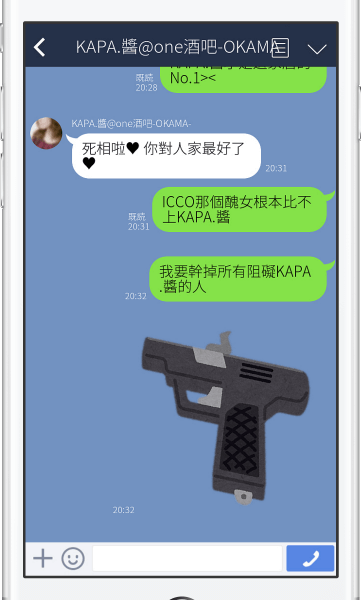 KAPA.醬@one酒吧-OKAMA
No.1><
既読
20:28
KAPA.醬@one酒吧-OKAMA-
死相啦♥ 你對人家最好了
♥
20:31
ICCO那個醜女根本比不
上KAPA.醬
既読
20:31
我要幹掉所有阻礙KAPA
.醬的人
20:32
20:32